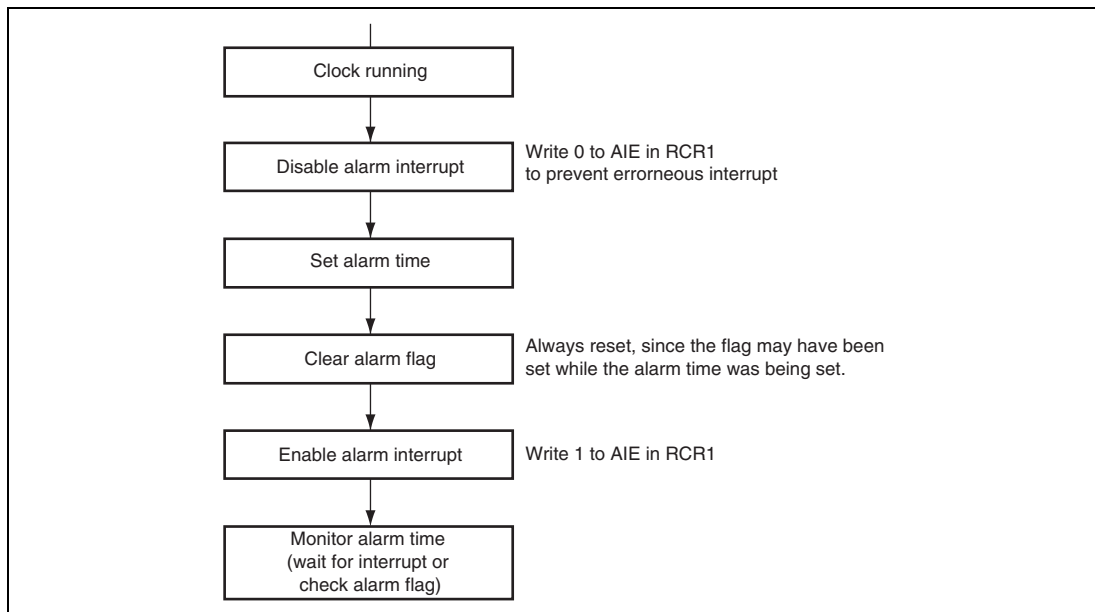 Clock running
Disable alarm interrupt
Write 0 to AIE in RCR1
to prevent errorneous interrupt
Set alarm time
Clear alarm flag
Always reset, since the flag may have been
set while the alarm time was being set.
Enable alarm interrupt
Write 1 to AIE in RCR1
Monitor alarm time
(wait for interrupt or
check alarm flag)